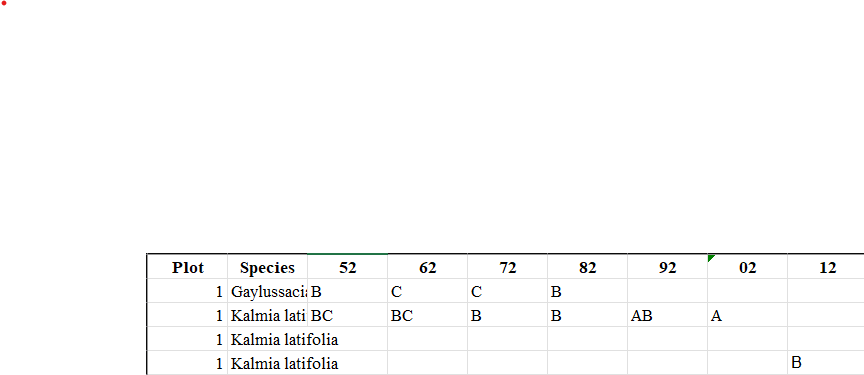 Plot Species 52 62 72 82 92 02 12
1 Gaylussaci B C C B
1 Kalmia lati BC BC B B AB A
1 Kalmia latifolia
1 Kalmia latifolia B